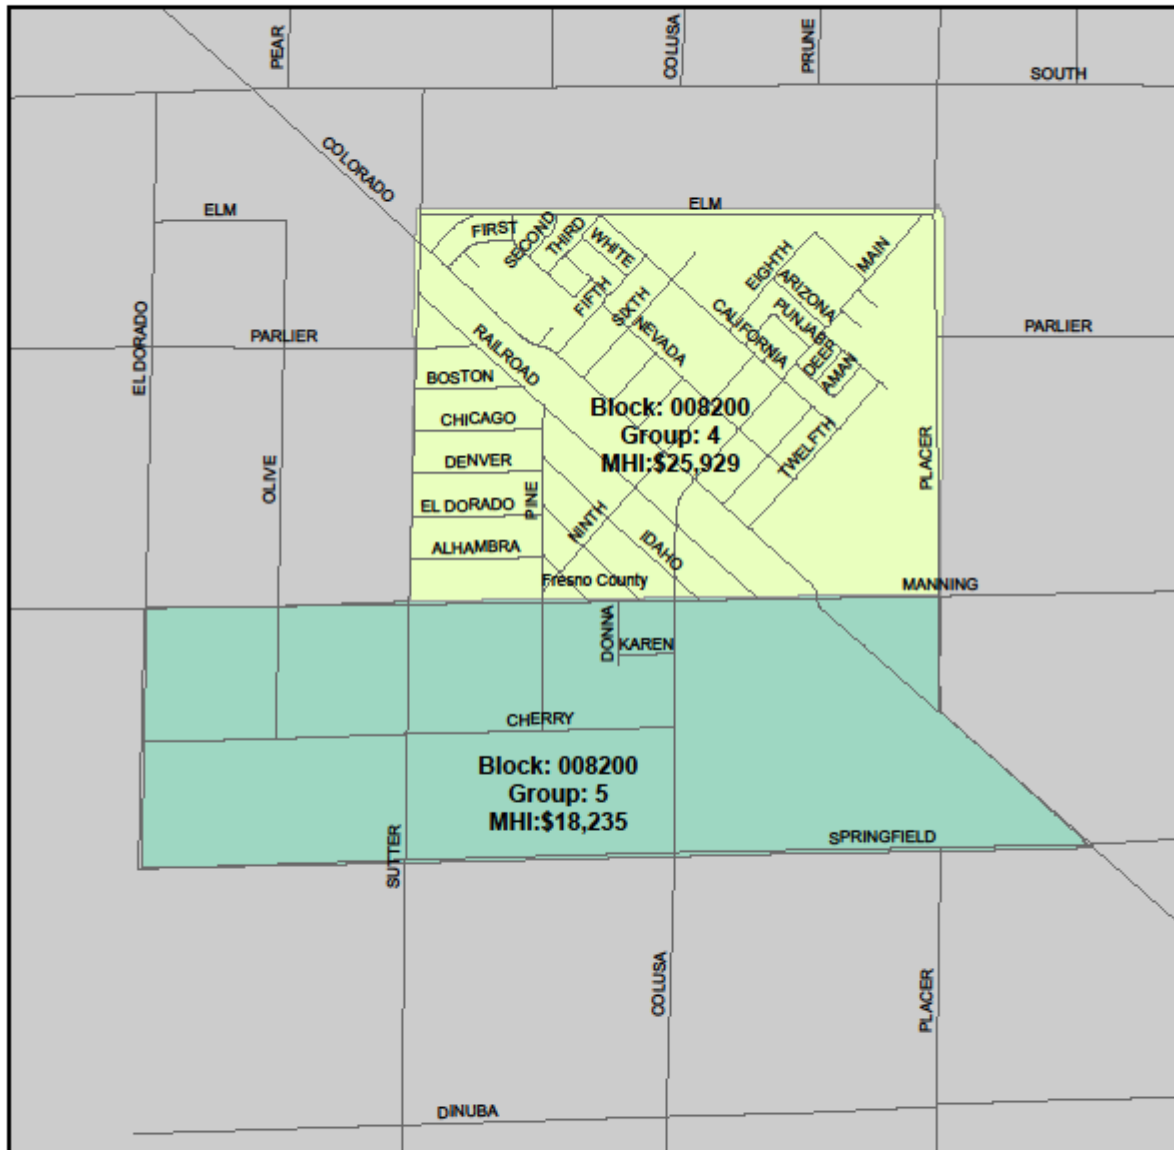 PEAR
COLUSA
PRUNE
SOUTH
COLORADO
ELM
ELM
FIRST
SECOND
THIRD
WHITE
EIGHTH
MAIN
FIFTH
SIXTH
ARIZONA
NEVADA
CALIFORNIA
PUNJAB
EL DORADO
PARLIER
RAILROAD
PARLIER
DEEP
AMAN
BOSTON
CHICAGO
Block: 008200
Group: 4
MHI:$25,929
DENVER
TWELFTH
PLACER
OLIVE
PINE
EL DORADO
NINTH
IDAHO
ALHAMBRA
Fresno County
MANNING
DONNA
KAREN
CHERRY
Block: 008200
Group: 5
MHI:$18,235
SUTTER
SPRINGFIELD
COLUSA
PLACER
DINUBA